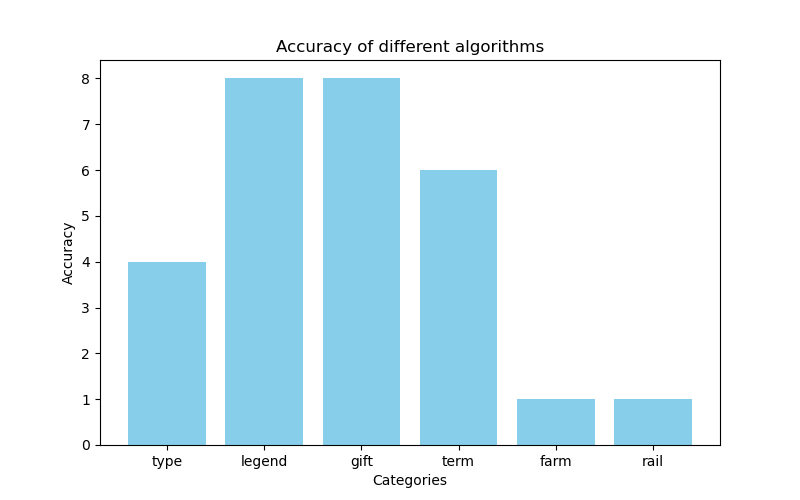 Accuracy of different algorithms
Accuracy
8
7
6
5
4
3
2
1
0
type legend gift term farm rail
Categories